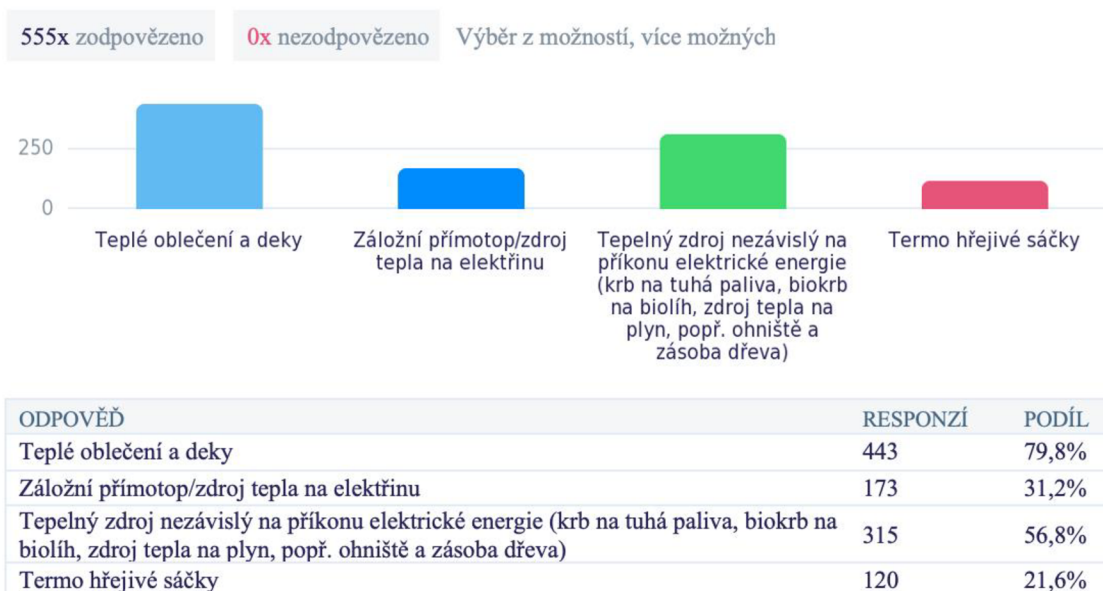 555x zodpovězeno 0x nezodpovězeno Výběr z možností, více možných
250
0
Teplé oblečení a deky
Záložní přímotop/zdroj
tepla na elektřinu
Tepelný zdroj nezávislý na
příkonu elektrické energie
(krb na tuhá paliva, biokrb
na biolíh, zdroj tepla na
plyn, popř. ohniště a
zásoba dřeva)
Termo hřejivé sáčky
ODPOVĚĎ RESPONZÍ PODÍL
Teplé oblečení a deky 443 79,8%
Záložní přímotop/zdroj tepla na elektřinu 173 31,2%
Tepelný zdroj nezávislý na příkonu elektrické energie (krb na tuhá paliva, biokrb na
biolíh, zdroj tepla na plyn, popř. ohniště a zásoba dřeva) 315 56,8%
Termo hřejivé sáčky 120 21,6%